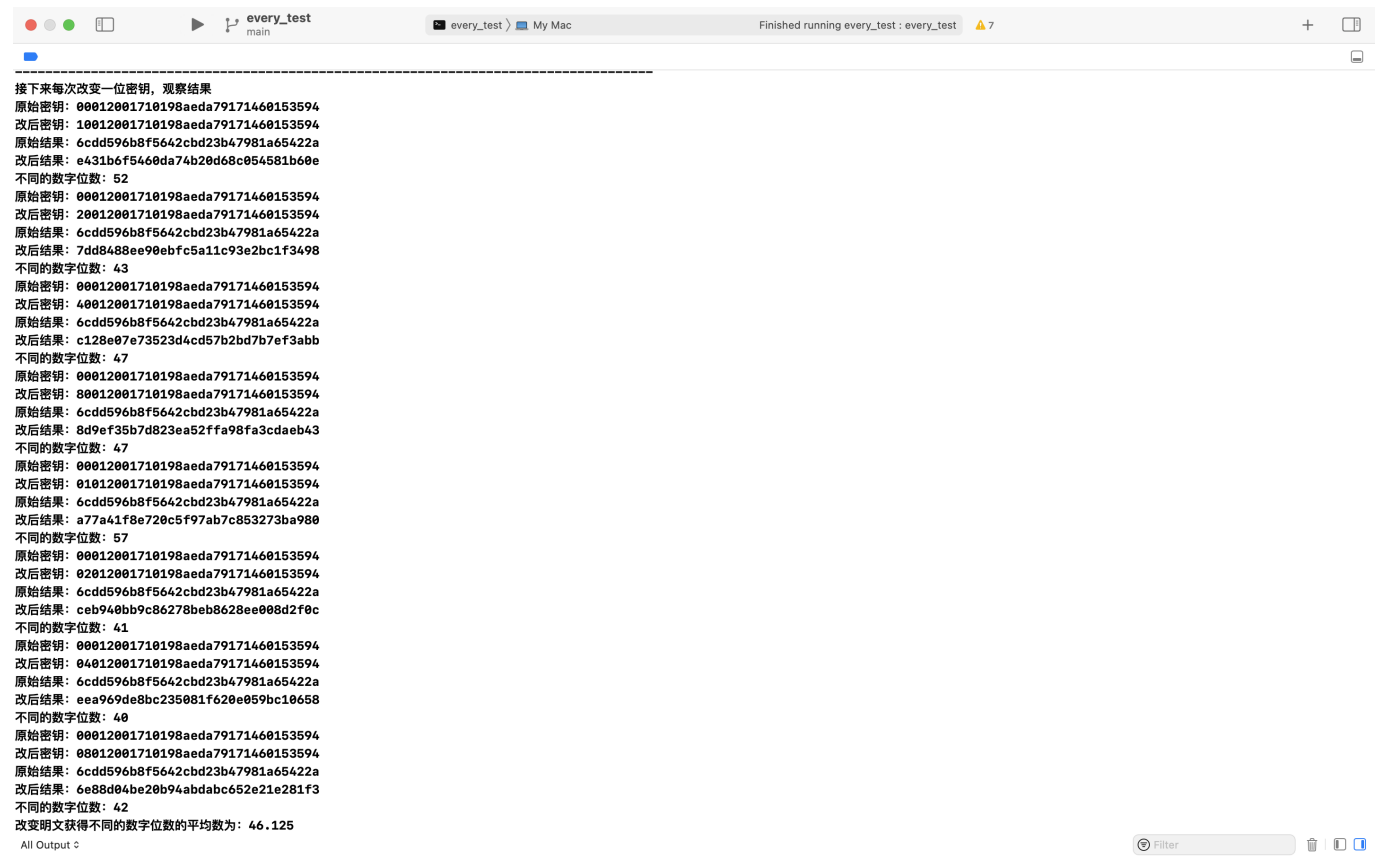 every_test
main
every_test 〉 My Mac
Finished running every_test : every_test
7
接下来每次改变一位密钥，观察结果
原始密钥：00012001710198aeda79171460153594
改后密钥：10012001710198aeda79171460153594
原始结果：6cdd596b8f5642cbd23b47981a65422a
改后结果：e431b6f5460da74b20d68c054581b60e
不同的数字位数：52
原始密钥：00012001710198aeda79171460153594
改后密钥：20012001710198aeda79171460153594
原始结果：6cdd596b8f5642cbd23b47981a65422a
改后结果：7dd8488ee90ebfc5a11c93e2bc1f3498
不同的数字位数：43
原始密钥：00012001710198aeda79171460153594
改后密钥：40012001710198aeda79171460153594
原始结果：6cdd596b8f5642cbd23b47981a65422a
改后结果：c128e07e73523d4cd57b2bd7b7ef3abb
不同的数字位数：47
原始密钥：00012001710198aeda79171460153594
改后密钥：80012001710198aeda79171460153594
原始结果：6cdd596b8f5642cbd23b47981a65422a
改后结果：8d9ef35b7d823ea52ffa98fa3cdaeb43
不同的数字位数：47
原始密钥：00012001710198aeda79171460153594
改后密钥：01012001710198aeda79171460153594
原始结果：6cdd596b8f5642cbd23b47981a65422a
改后结果：a77a41f8e720c5f97ab7c853273ba980
不同的数字位数：57
原始密钥：00012001710198aeda79171460153594
改后密钥：02012001710198aeda79171460153594
原始结果：6cdd596b8f5642cbd23b47981a65422a
改后结果：ceb940bb9c86278beb8628ee008d2f0c
不同的数字位数：41
原始密钥：00012001710198aeda79171460153594
改后密钥：04012001710198aeda79171460153594
原始结果：6cdd596b8f5642cbd23b47981a65422a
改后结果：eea969de8bc235081f620e059bc10658
不同的数字位数：40
原始密钥：00012001710198aeda79171460153594
改后密钥：08012001710198aeda79171460153594
原始结果：6cdd596b8f5642cbd23b47981a65422a
改后结果：6e88d04be20b94abdabc652e21e281f3
不同的数字位数：42
改变明文获得不同的数字位数的平均数为：46.125
All Output
Filter